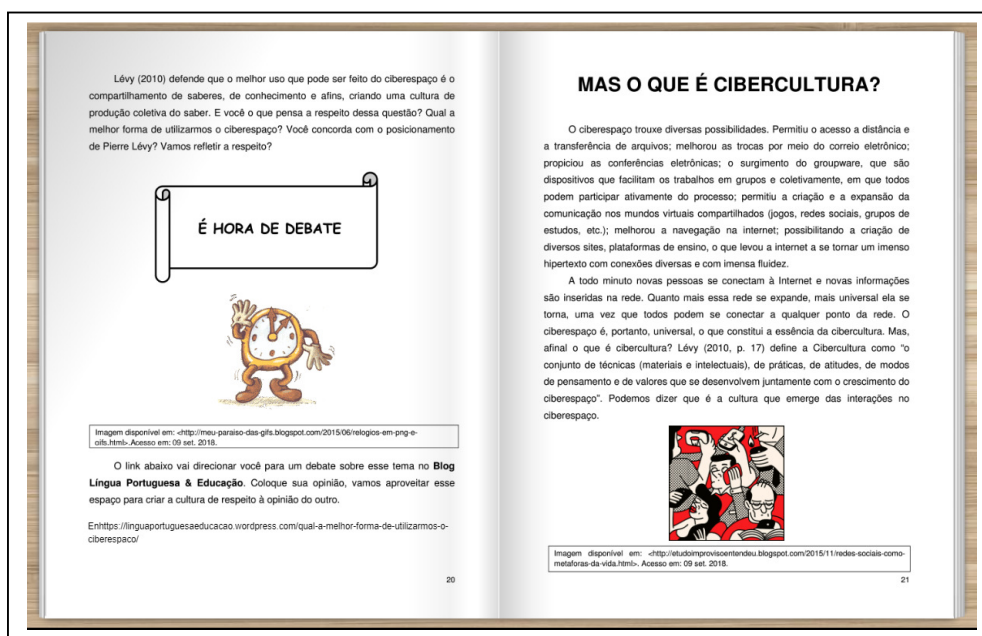 Lévy (2010) defende que o melhor uso que pode ser feito do ciberespaço é o
compartilhamento de saberes, de conhecimento e afins, criando uma cultura de
produção coletiva do saber. E você o que pensa a respeito dessa questão? Qual a
melhor forma de utilizarmos o ciberespaço? Você concorda com o posicionamento
de Pierre Lévy? Vamos refletir a respeito?
É HORA DE DEBATE
Imagem disponível em: <http://meu-paraiso-das-gifs.blogspot.com/2015/06/relogios-em-png-e-
gifs.html>.Acesso em: 09 set. 2018.
O link abaixo vai direcionar você para um debate sobre esse tema no Blog
Língua Portuguesa & Educação. Coloque sua opinião, vamos aproveitar esse
espaço para criar a cultura de respeito à opinião do outro.
Enhttps://linguaportuguesaeducacao.wordpress.com/qual-a-melhor-forma-de-utilizarmos-o-
ciberespaco/
20
MAS O QUE É CIBERCULTURA?
O ciberespaço trouxe diversas possibilidades. Permitiu o acesso a distância e
a transferência de arquivos; melhorou as trocas por meio do correio eletrônico;
propiciou as conferências eletrônicas; o surgimento do groupware, que são
dispositivos que facilitam os trabalhos em grupos e coletivamente, em que todos
podem participar ativamente do processo; permitiu a criação e a expansão da
comunicação nos mundos virtuais compartilhados (jogos, redes sociais, grupos de
estudos, etc.); melhorou a navegação na internet; possibilitando a criação de
diversos sites, plataformas de ensino, o que levou a internet a se tornar um imenso
hipertexto com conexões diversas e com imensa fluidez.
A todo minuto novas pessoas se conectam à Internet e novas informações
são inseridas na rede. Quanto mais essa rede se expande, mais universal ela se
torna, uma vez que todos podem se conectar a qualquer ponto da rede. O
ciberespaço é, portanto, universal, o que constitui a essência da cibercultura. Mas,
afinal o que é cibercultura? Lévy (2010, p. 17) define a Cibercultura como “o
conjunto de técnicas (materiais e intelectuais), de práticas, de atitudes, de modos
de pensamento e de valores que se desenvolvem juntamente com o crescimento do
ciberespaço”. Podemos dizer que é a cultura que emerge das interações no
ciberespaço.
Imagem disponível em: <http://etudoimprovisoentendeu.blogspot.com/2015/11/redes-sociais-como-
metaforas-da-vida.html>. Acesso em: 09 set. 2018.
21